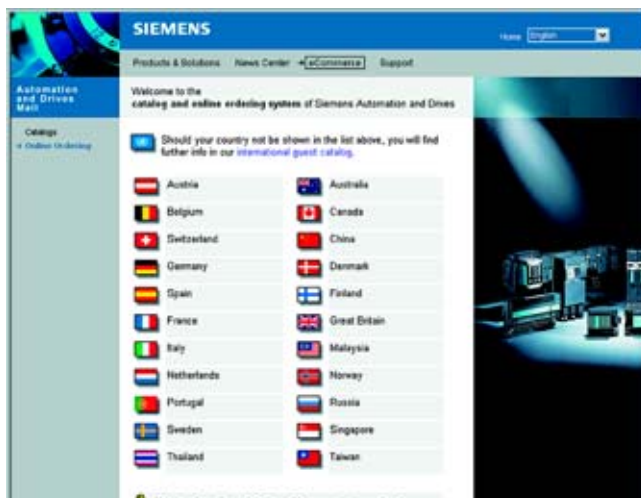 SIEMENS
Home English
Products & Solutions News Center eCommerce Support
Automation
and Drives
Mall
Catalogs
Online Ordering
Welcome to the
catalog and online ordering system of Siemens Automation and Drives
Should your country not be shown in the list above, you will find
further info in our international guest catalog.
Austria
Australia
Belgium
Canada
Switzerland
China
Germany
Denmark
Spain
Finland
France
Great Britain
Italy
Malaysia
Netherlands
Norway
Portugal
Russia
Sweden
Singapore
Thailand
Taiwan